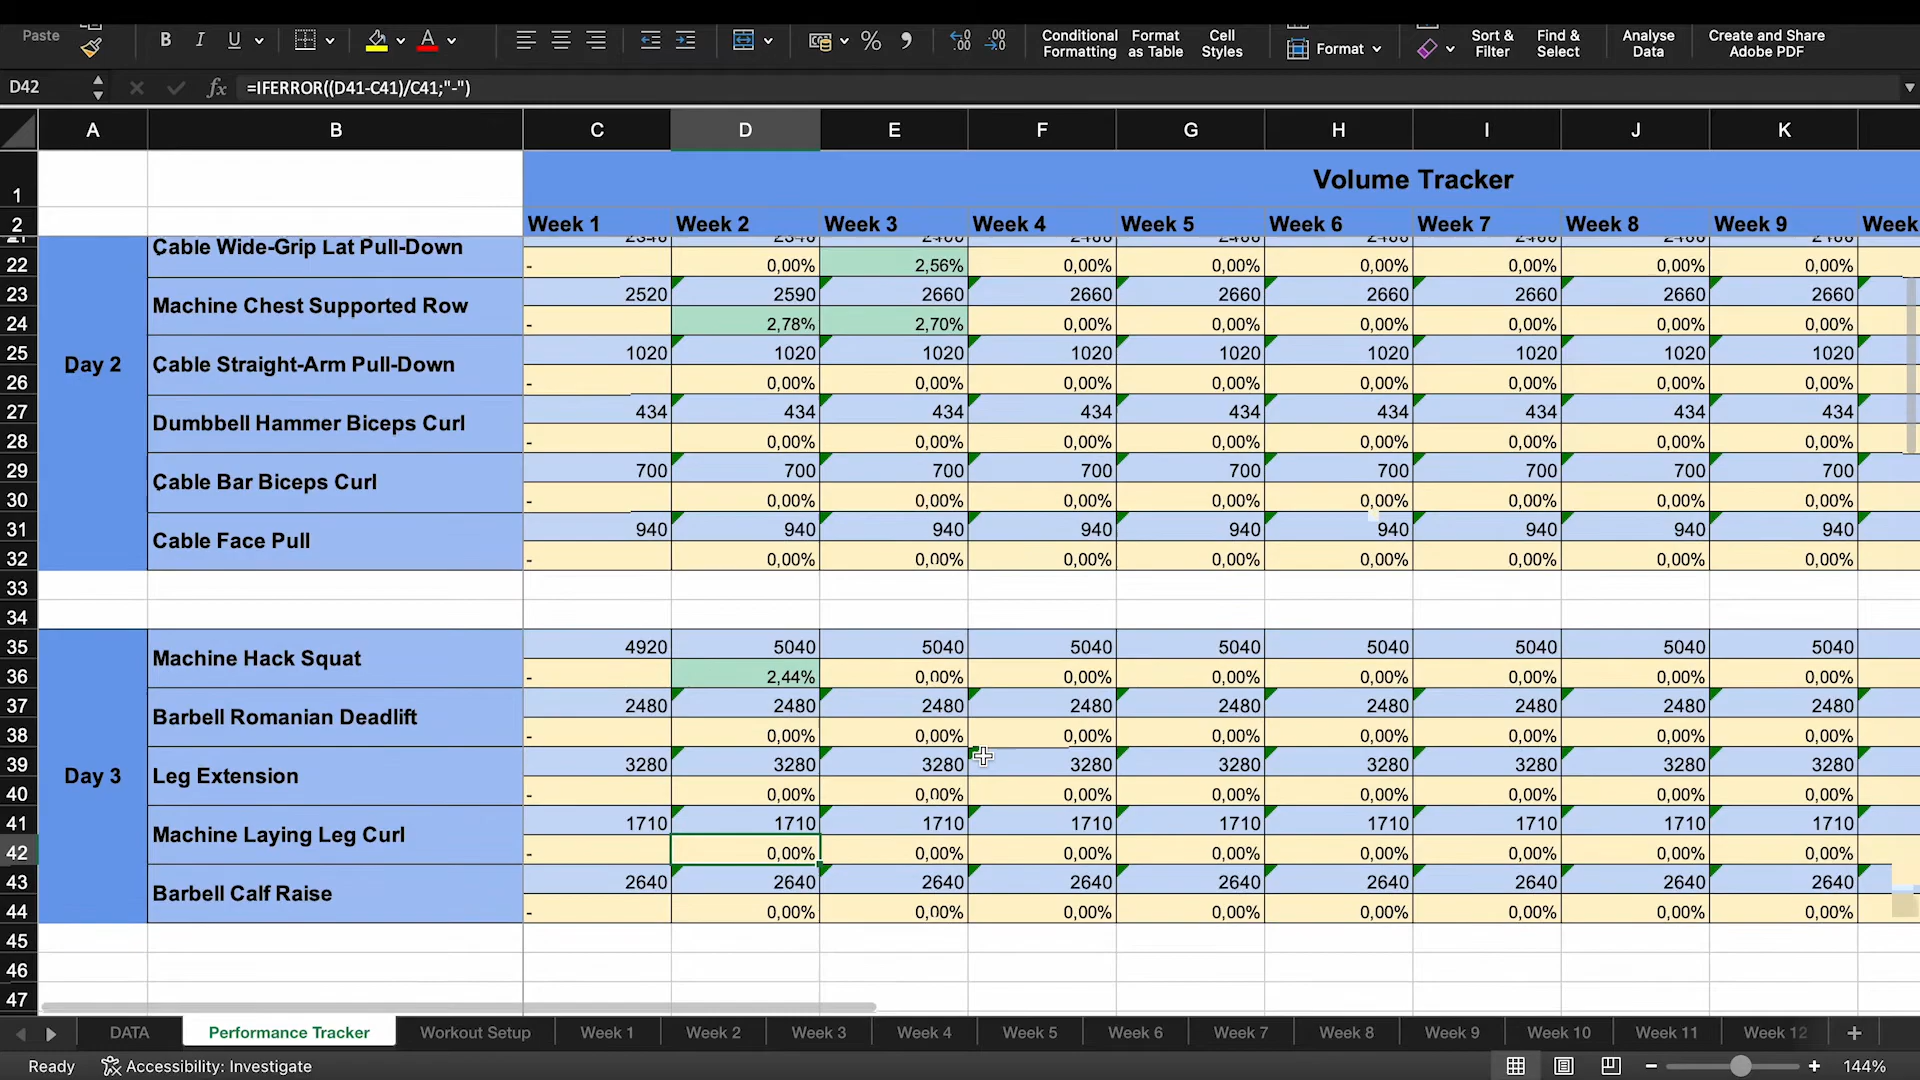 Paste B I U A % Conditional Formatting Format as Table Cell Styles Format Sort & Filter Find & Select Analyse Data Create and Share Adobe PDF
D42 fx =IFERROR((D41-C41)/C41;"-")
A B C D E F G H I J K
1 Volume Tracker
2 Week 1 Week 2 Week 3 Week 4 Week 5 Week 6 Week 7 Week 8 Week 9 Week
Cable Wide-Grip Lat Pull-Down
22 - 0,00% 2,56% 0,00% 0,00% 0,00% 0,00% 0,00% 0,00%
23 Machine Chest Supported Row 2520 2590 2660 2660 2660 2660 2660 2660 2660
24 - 2,78% 2,70% 0,00% 0,00% 0,00% 0,00% 0,00% 0,00%
25 Day 2 Cable Straight-Arm Pull-Down 1020 1020 1020 1020 1020 1020 1020 1020 1020
26 - 0,00% 0,00% 0,00% 0,00% 0,00% 0,00% 0,00% 0,00%
27 Dumbbell Hammer Biceps Curl 434 434 434 434 434 434 434 434 434
28 - 0,00% 0,00% 0,00% 0,00% 0,00% 0,00% 0,00% 0,00%
29 Cable Bar Biceps Curl 700 700 700 700 700 700 700 700 700
30 - 0,00% 0,00% 0,00% 0,00% 0,00% 0,00% 0,00% 0,00%
31 Cable Face Pull 940 940 940 940 940 940 940 940 940
32 - 0,00% 0,00% 0,00% 0,00% 0,00% 0,00% 0,00% 0,00%
33
34
35 Machine Hack Squat 4920 5040 5040 5040 5040 5040 5040 5040 5040
36 - 2,44% 0,00% 0,00% 0,00% 0,00% 0,00% 0,00% 0,00%
37 Barbell Romanian Deadlift 2480 2480 2480 2480 2480 2480 2480 2480 2480
38 - 0,00% 0,00% 0,00% 0,00% 0,00% 0,00% 0,00% 0,00%
39 Day 3 Leg Extension 3280 3280 3280 3280 3280 3280 3280 3280 3280
40 - 0,00% 0,00% 0,00% 0,00% 0,00% 0,00% 0,00% 0,00%
41 Machine Laying Leg Curl 1710 1710 1710 1710 1710 1710 1710 1710 1710
42 - 0,00% 0,00% 0,00% 0,00% 0,00% 0,00% 0,00% 0,00%
43 Barbell Calf Raise 2640 2640 2640 2640 2640 2640 2640 2640 2640
44 - 0,00% 0,00% 0,00% 0,00% 0,00% 0,00% 0,00% 0,00%
45
46
47
DATA Performance Tracker Workout Setup Week 1 Week 2 Week 3 Week 4 Week 5 Week 6 Week 7 Week 8 Week 9 Week 10 Week 11 Week 12 +
Ready Accessibility: Investigate - + 144%